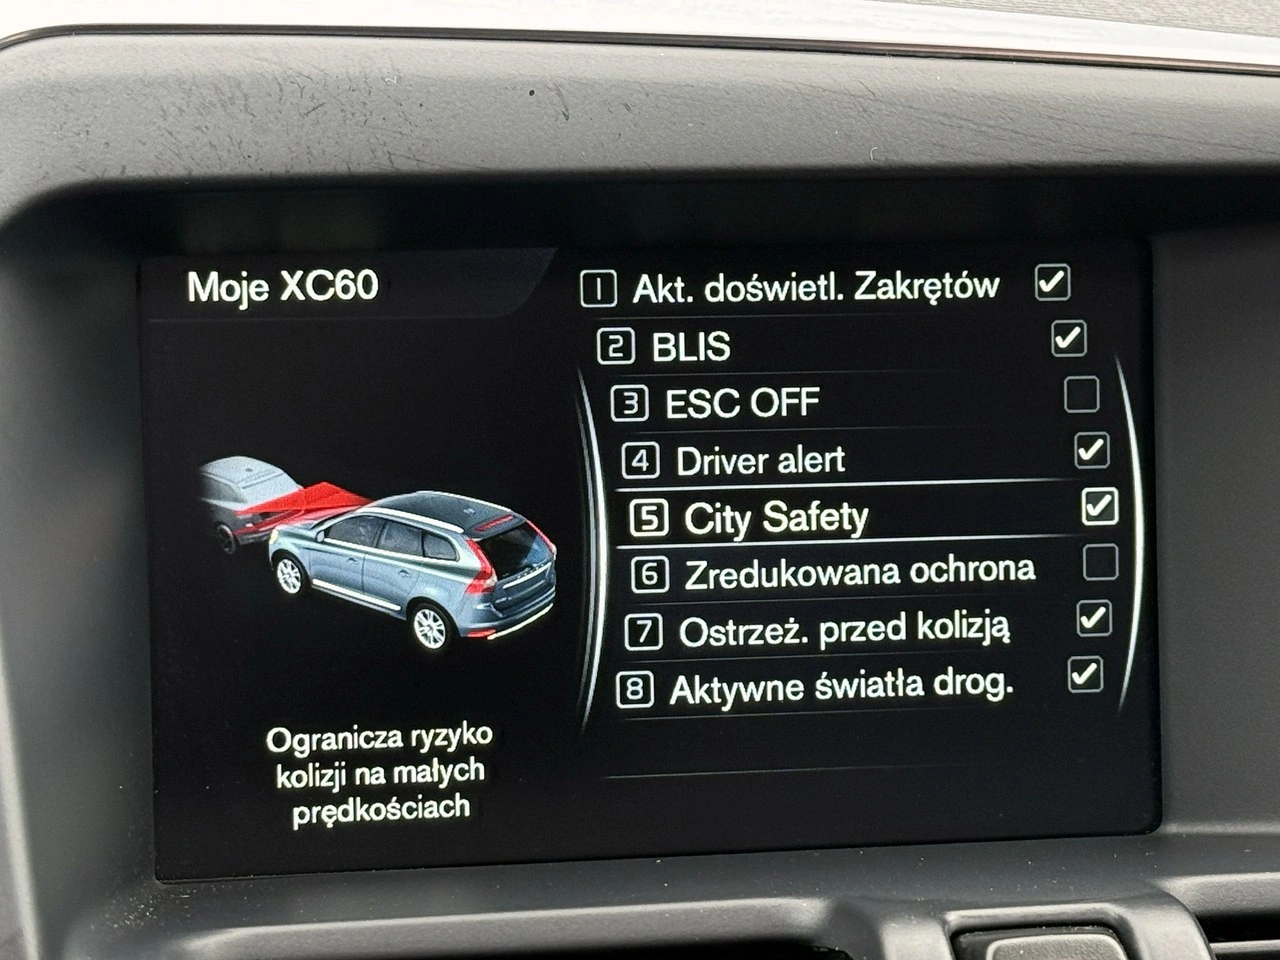 Moje XC60
1 Akt. doświetl. Zakrętów
2 BLIS
3 ESC OFF
4 Driver alert
5 City Safety
6 Zredukowana ochrona
7 Ostrzeż. przed kolizją
8 Aktywne światła drog.
Ogranicza ryzyko
kolizji na małych
prędkościach